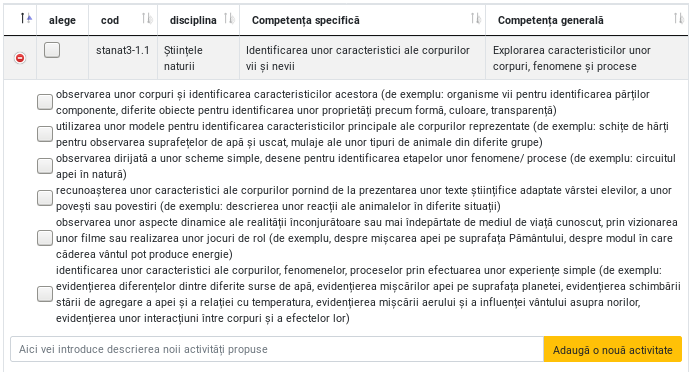 alege cod disciplina Competența specifică Competența generală
stanat3-1.1 Științele Identificarea unor caracteristici ale corpurilor Explorarea caracteristicilor unor
naturii vii și nevii corpuri, fenomene și procese
observarea unor corpuri și identificarea caracteristicilor acestora (de exemplu: organisme vii pentru identificarea părților
componente, diferite obiecte pentru identificarea unor proprietăți precum formă, culoare, transparență)
utilizarea unor modele pentru identificarea caracteristicilor principale ale corpurilor reprezentate (de exemplu: schițe de hărți
pentru observarea suprafețelor de apă și uscat, mulaje ale unor tipuri de animale din diferite grupe)
observarea dirijată a unor scheme simple, desene pentru identificarea etapelor unor fenomene/ procese (de exemplu: circuitul
apei în natură)
recunoașterea unor caracteristici ale corpurilor pornind de la prezentarea unor texte științifice adaptate vârstei elevilor, a unor
povești sau povestiri (de exemplu: descrierea unor reacții ale animalelor în diferite situații)
observarea unor aspecte dinamice ale realității înconjurătoare sau mai îndepărtate de mediul de viață cunoscut, prin vizionarea
unor filme sau realizarea unor jocuri de rol (de exemplu, despre mișcarea apei pe suprafața Pământului, despre modul în care
căderea vântul pot produce energie)
identificarea unor caracteristici ale corpurilor, fenomenelor, proceselor prin efectuarea unor experiențe simple (de exemplu:
evidențierea diferențelor dintre diferite surse de apă, evidențierea mișcărilor apei pe suprafața planetei, evidențierea schimbării
stării de agregare a apei și a relației cu temperatura, evidențierea mișcării aerului și a influenței vântului asupra norilor,
evidențierea unor interacțiuni între corpuri și a efectelor lor)
Aici vei introduce descrierea noii activități propuse Adaugă o nouă activitate